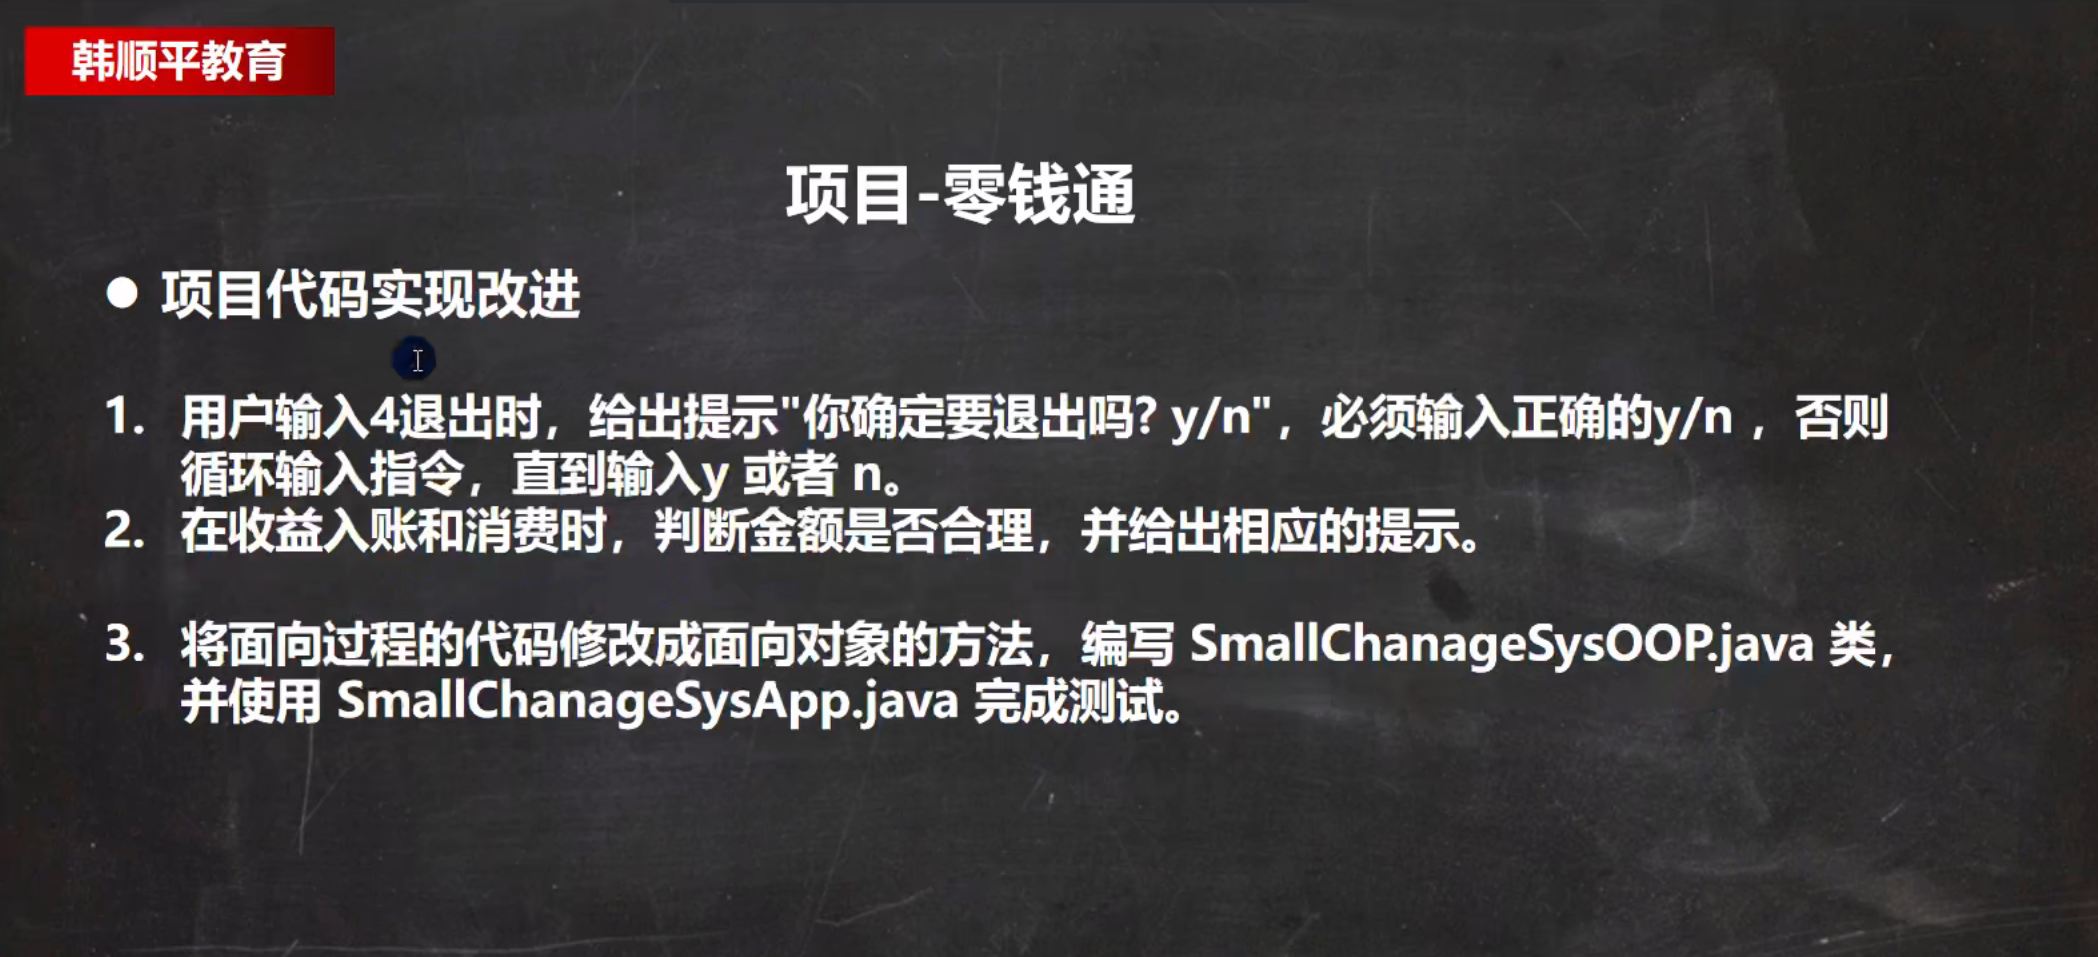 韩顺平教育
项目-零钱通
● 项目代码实现改进
1. 用户输入4退出时，给出提示"你确定要退出吗? y/n"，必须输入正确的y/n ，否则
循环输入指令，直到输入y 或者 n。
2. 在收益入账和消费时，判断金额是否合理，并给出相应的提示。
3. 将面向过程的代码修改成面向对象的方法，编写 SmallChanageSysOOP.java 类，
并使用 SmallChanageSysApp.java 完成测试。